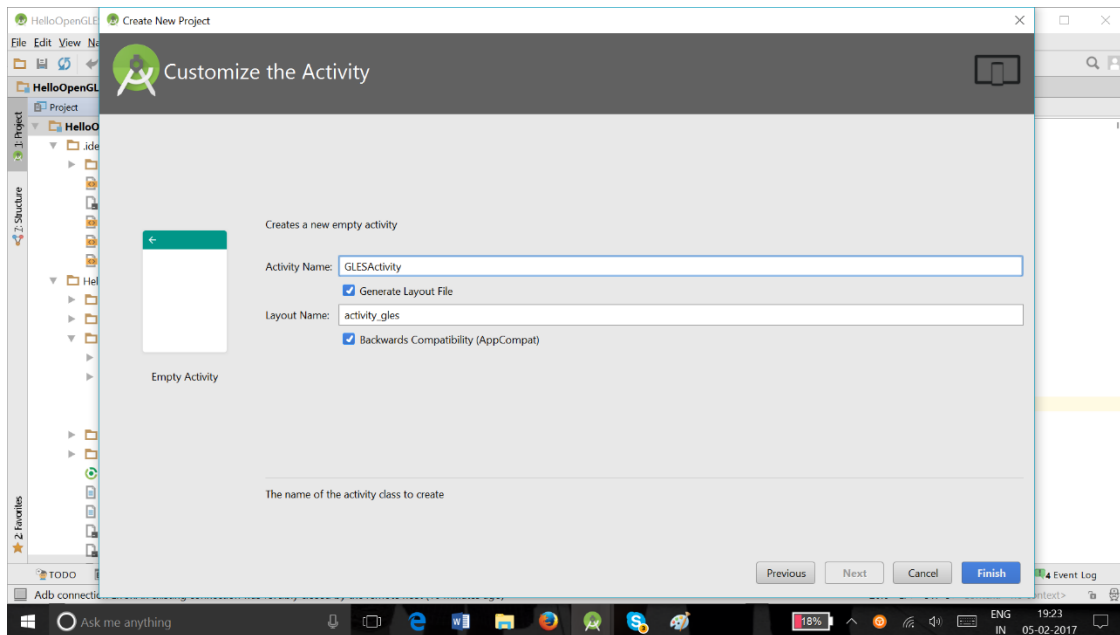 HelloOpenGLE
Create New Project
File Edit View Na
Customize the Activity
HelloOpenGL
Project
1: Project
HelloO
.ide
Z: Structure
Creates a new empty activity
Activity Name: GLESActivity
Generate Layout File
Hel
Layout Name: activity_gles
Backwards Compatibility (AppCompat)
Empty Activity
The name of the activity class to create
2: Favorites
Previous Next Cancel Finish
TODO
4 Event Log
Adb connectio
Ask me anything
18%
ENG
IN
19:23
05-02-2017